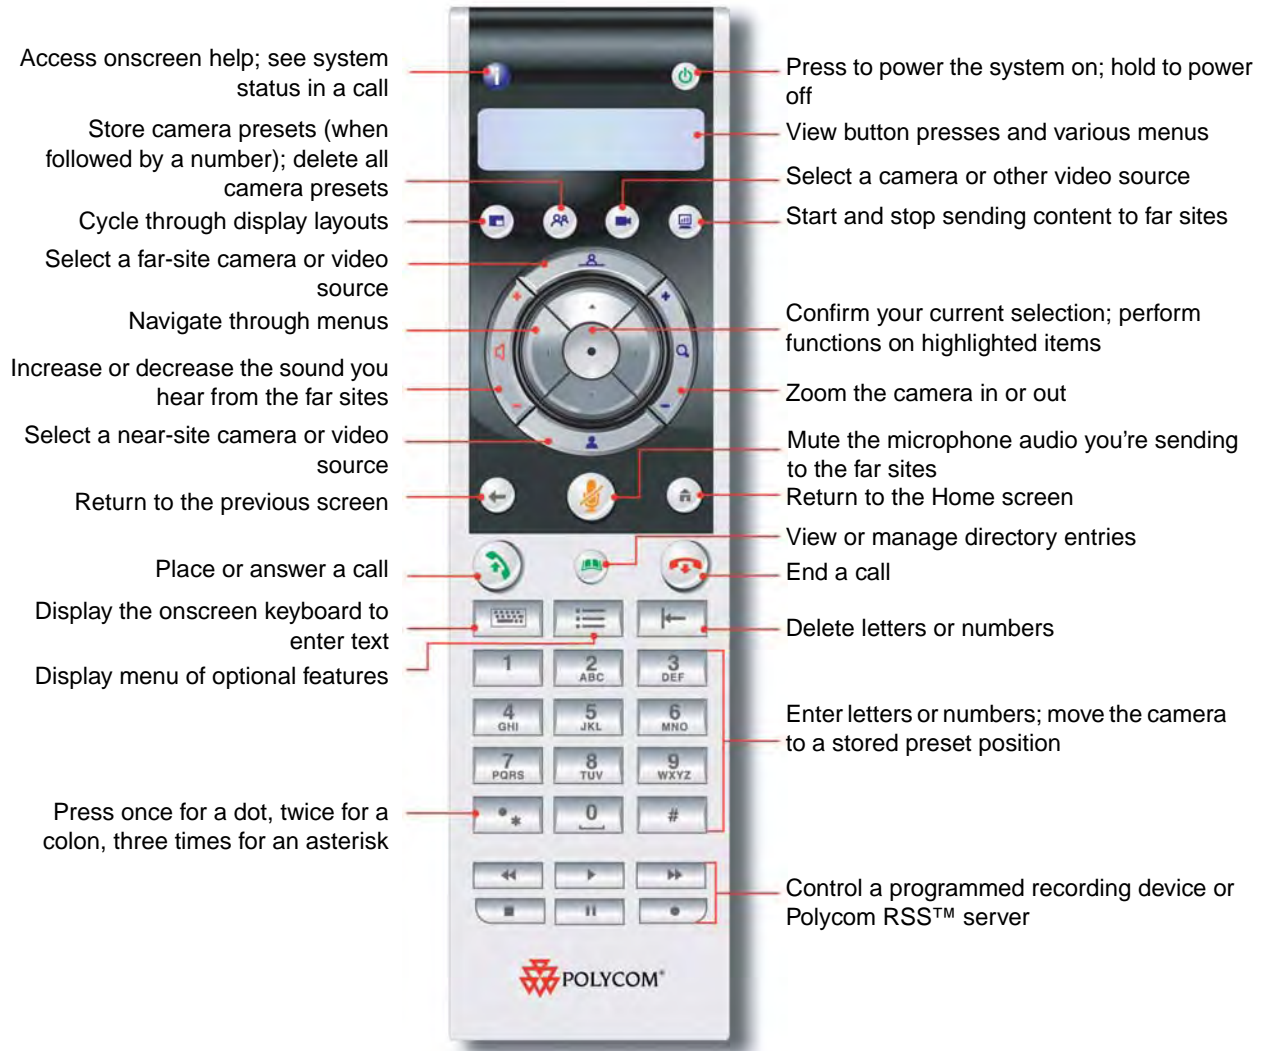 Access onscreen help; see system
status in a call
Store camera presets (when
followed by a number); delete all
camera presets
Cycle through display layouts
Select a far-site camera or video
source
Navigate through menus
Increase or decrease the sound you
hear from the far sites
Select a near-site camera or video
source
Return to the previous screen
Place or answer a call
Display the onscreen keyboard to
enter text
Display menu of optional features
Press once for a dot, twice for a
colon, three times for an asterisk
Press to power the system on; hold to power
off
View button presses and various menus
Select a camera or other video source
Start and stop sending content to far sites
Confirm your current selection; perform
functions on highlighted items
Zoom the camera in or out
Mute the microphone audio you're sending
to the far sites
Return to the Home screen
View or manage directory entries
End a call
Delete letters or numbers
Enter letters or numbers; move the camera
to a stored preset position
Control a programmed recording device or
Polycom RSS™ server
i
1 2 3
ABC DEF
4 5 6
GHI JKL MNO
7 8 9
PQRS TUV WXYZ
* 0 #
POLYCOM®